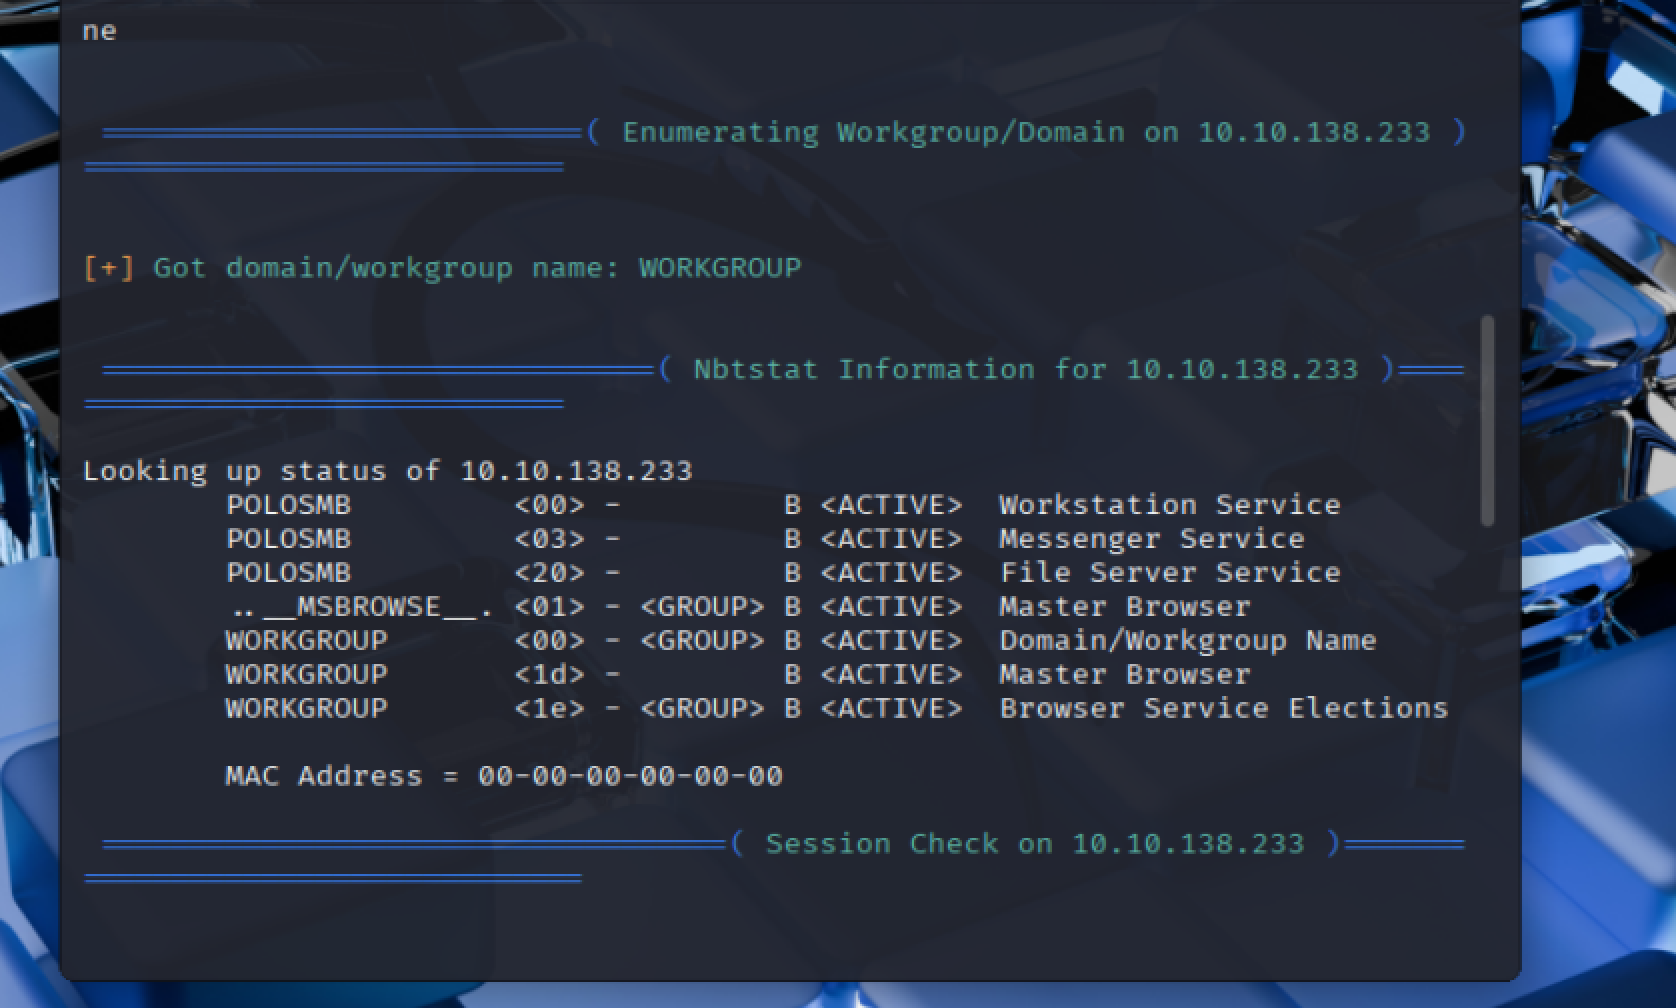 ne
( Enumerating Workgroup/Domain on 10.10.138.233 )
[+] Got domain/workgroup name: WORKGROUP
( Nbtstat Information for 10.10.138.233 )
Looking up status of 10.10.138.233
POLOSMB         <00> -         B <ACTIVE>  Workstation Service
POLOSMB         <03> -         B <ACTIVE>  Messenger Service
POLOSMB         <20> -         B <ACTIVE>  File Server Service
..__MSBROWSE__. <01> - <GROUP> B <ACTIVE>  Master Browser
WORKGROUP       <00> - <GROUP> B <ACTIVE>  Domain/Workgroup Name
WORKGROUP       <1d> -         B <ACTIVE>  Master Browser
WORKGROUP       <1e> - <GROUP> B <ACTIVE>  Browser Service Elections
MAC Address = 00-00-00-00-00-00
( Session Check on 10.10.138.233 )